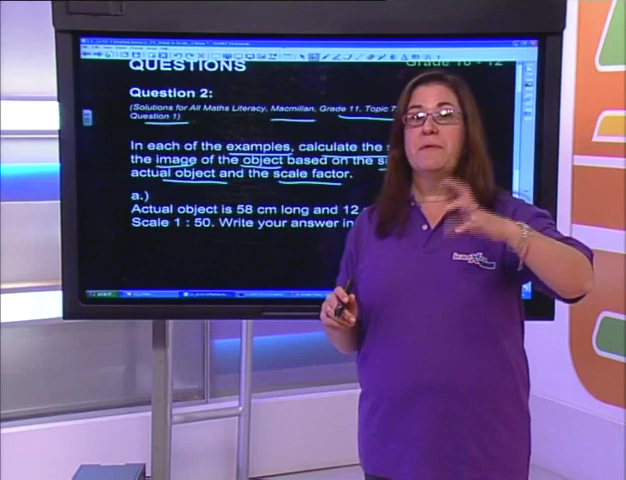 QUESTIONS
Grade 10 - 12
Question 2:
(Solutions for All Maths Literacy, Macmillan, Grade 11, Topic 7
Question 1)
In each of the examples, calculate the
the image of the object based on the
actual object and the scale factor.
a.)
Actual object is 58 cm long and 12
Scale 1 : 50. Write your answer in